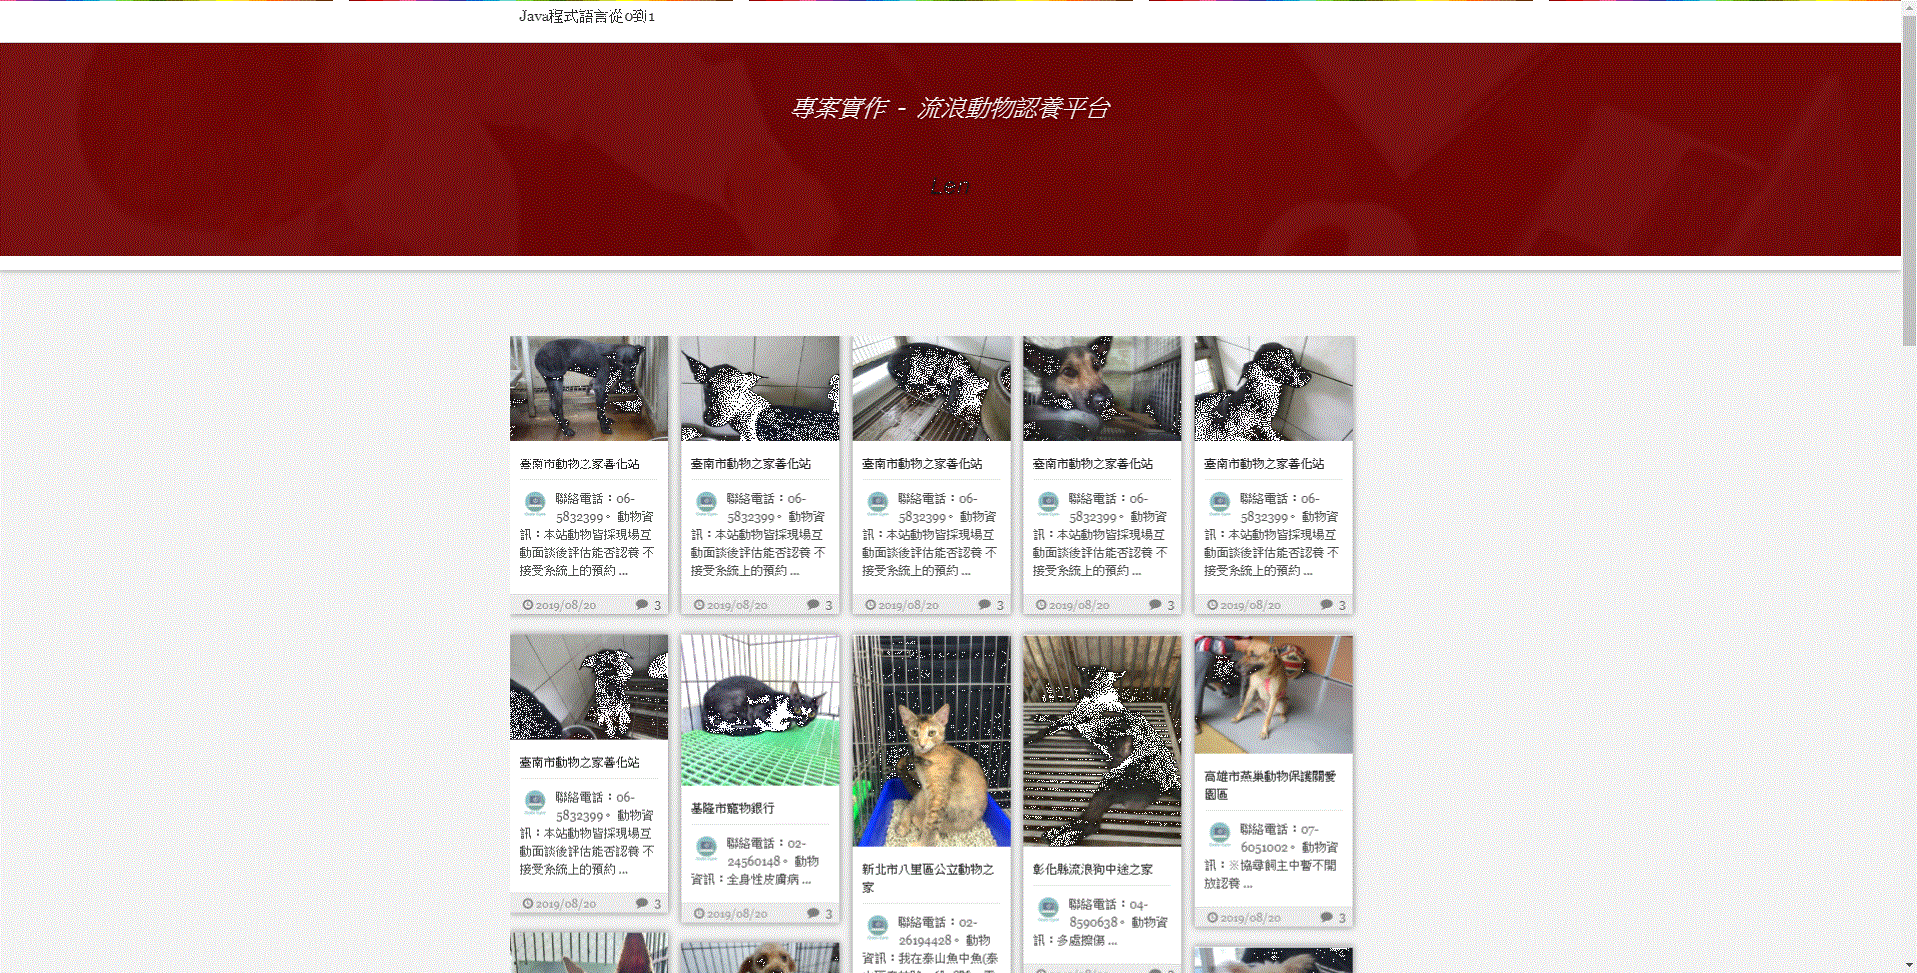 Java程式語言從0到1
專案實作 - 流浪動物認養平台
Len
臺南市動物之家善化站
聯絡電話：06-
5832399。 動物資
訊：本站動物皆採現場互
動面談後評估能否認養 不
接受系統上的預約 ...
2019/08/20 3
臺南市動物之家善化站
聯絡電話：06-
5832399。 動物資
訊：本站動物皆採現場互
動面談後評估能否認養 不
接受系統上的預約 ...
2019/08/20 3
臺南市動物之家善化站
聯絡電話：06-
5832399。 動物資
訊：本站動物皆採現場互
動面談後評估能否認養 不
接受系統上的預約 ...
2019/08/20 3
臺南市動物之家善化站
聯絡電話：06-
5832399。 動物資
訊：本站動物皆採現場互
動面談後評估能否認養 不
接受系統上的預約 ...
2019/08/20 3
臺南市動物之家善化站
聯絡電話：06-
5832399。 動物資
訊：本站動物皆採現場互
動面談後評估能否認養 不
接受系統上的預約 ...
2019/08/20 3
臺南市動物之家善化站
聯絡電話：06-
5832399。 動物資
訊：本站動物皆採現場互
動面談後評估能否認養 不
接受系統上的預約 ...
2019/08/20 3
基隆市寵物銀行
聯絡電話：02-
24560148。 動物
資訊：全身性皮膚病 ...
2019/08/20 3
新北市八里區公立動物之
家
聯絡電話：02-
26194428。 動物
資訊：我在泰山魚中魚(泰
彰化縣流浪狗中途之家
聯絡電話：04-
8590638。 動物資
訊：多處擦傷 ...
高雄市燕巢動物保護關愛
園區
聯絡電話：07-
6051002。 動物資
訊：※協尋飼主中暫不開
放認養 ...
2019/08/20 3